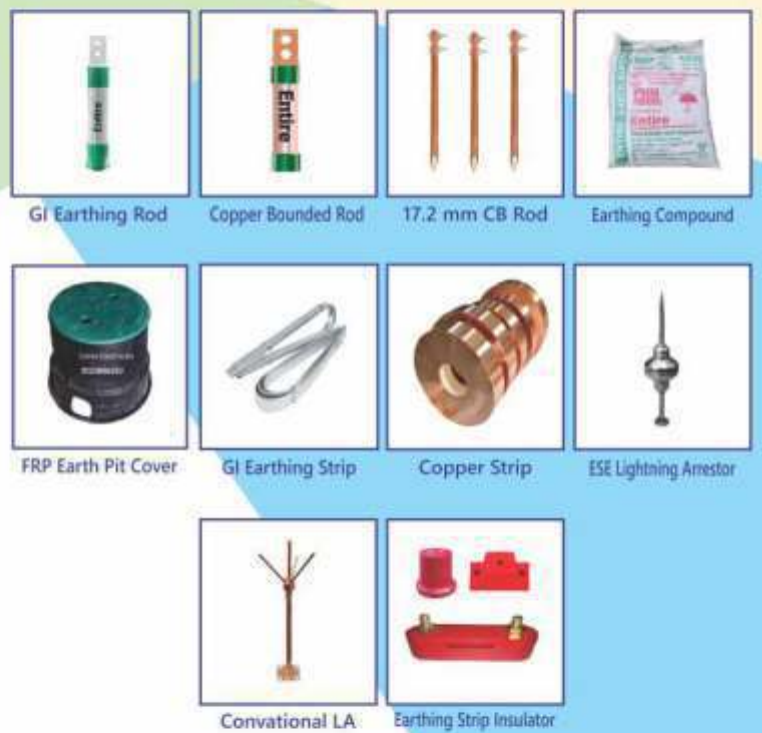 Entire
Entire
Entire
GI Earthing Rod
Copper Bounded Rod
17.2 mm CB Rod
Earthing Compound
FRP Earth Pit Cover
GI Earthing Strip
Copper Strip
ESE Lightning Arrestor
Convational LA
Earthing Strip Insulator